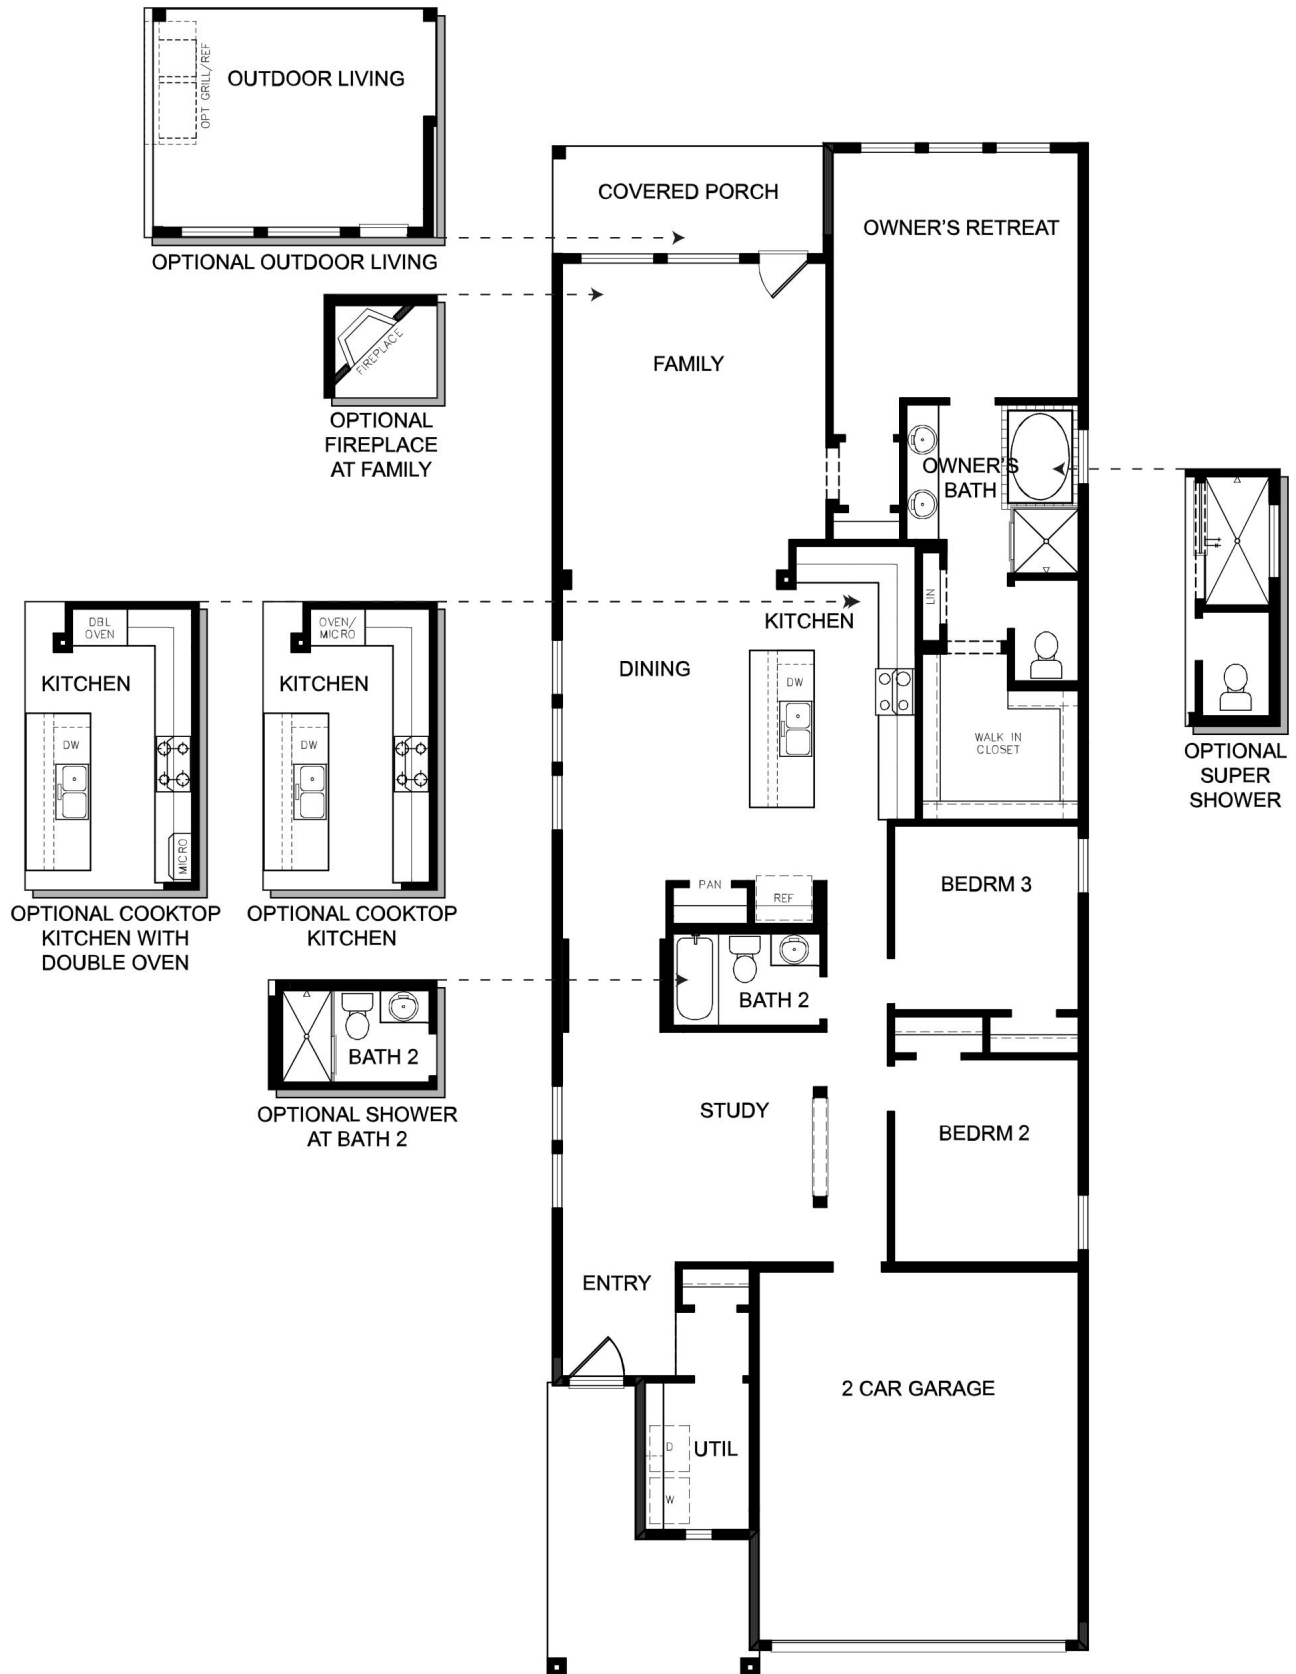 OUTDOOR LIVING
OPT GRILL/REF
OPTIONAL OUTDOOR LIVING
COVERED PORCH
OWNER'S RETREAT
FAMILY
FIREPLACE
OPTIONAL
FIREPLACE
AT FAMILY
OWNER'S
BATH
LIN
DBL
OVEN
KITCHEN
DW
MICRO
OPTIONAL COOKTOP
KITCHEN WITH
DOUBLE OVEN
OVEN/
MICRO
KITCHEN
DW
OPTIONAL COOKTOP
KITCHEN
KITCHEN
DINING
DW
WALK IN
CLOSET
OPTIONAL
SUPER
SHOWER
PAN
REF
BEDRM 3
BATH 2
BATH 2
OPTIONAL SHOWER
AT BATH 2
STUDY
BEDRM 2
ENTRY
2 CAR GARAGE
D
UTIL
W